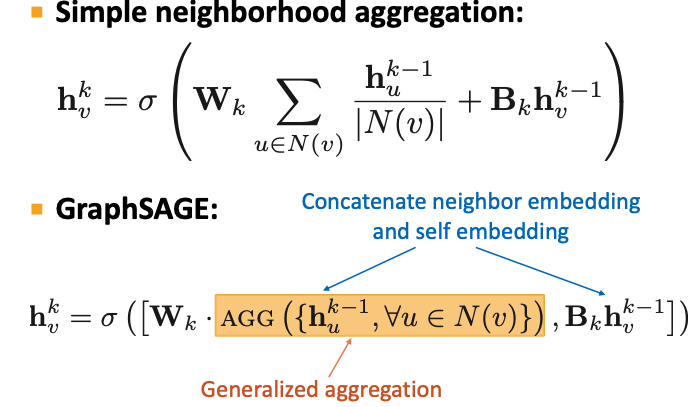 ▪ Simple neighborhood aggregation:
$\mathbf{h}_v^k = \sigma \left( \mathbf{W}_k \sum_{u \in N(v)} \frac{\mathbf{h}_u^{k-1}}{|N(v)|} + \mathbf{B}_k \mathbf{h}_v^{k-1} \right)$
▪ GraphSAGE:
Concatenate neighbor embedding
and self embedding
$\mathbf{h}_v^k = \sigma \left( \left[ \mathbf{W}_k \cdot \text{AGG} \left( \{ \mathbf{h}_u^{k-1}, \forall u \in N(v) \} \right), \mathbf{B}_k \mathbf{h}_v^{k-1} \right] \right)$
Generalized aggregation